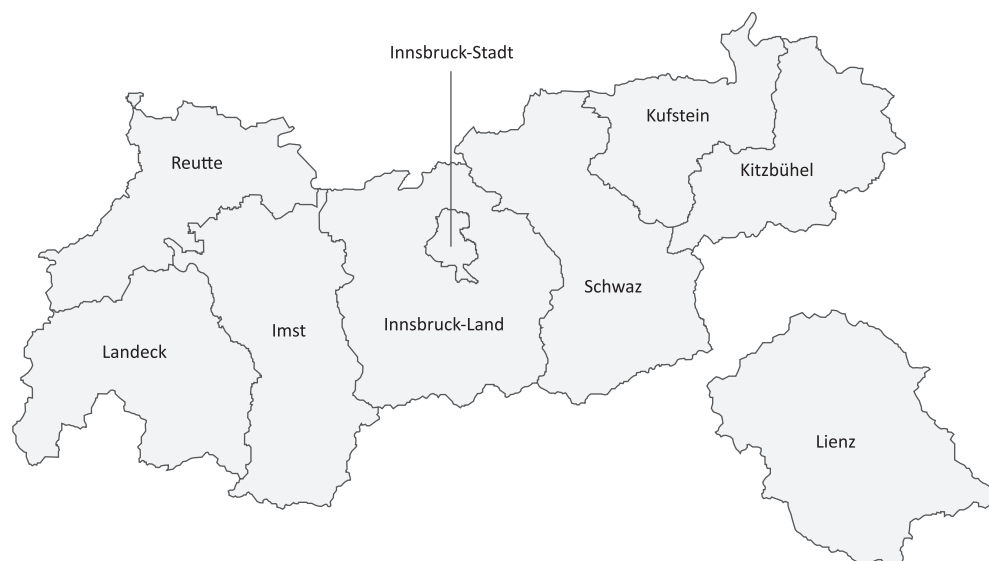 Innsbruck-Stadt
Kufstein
Reutte
Kitzbühel
Schwaz
Innsbruck-Land
Imst
Landeck
Lienz